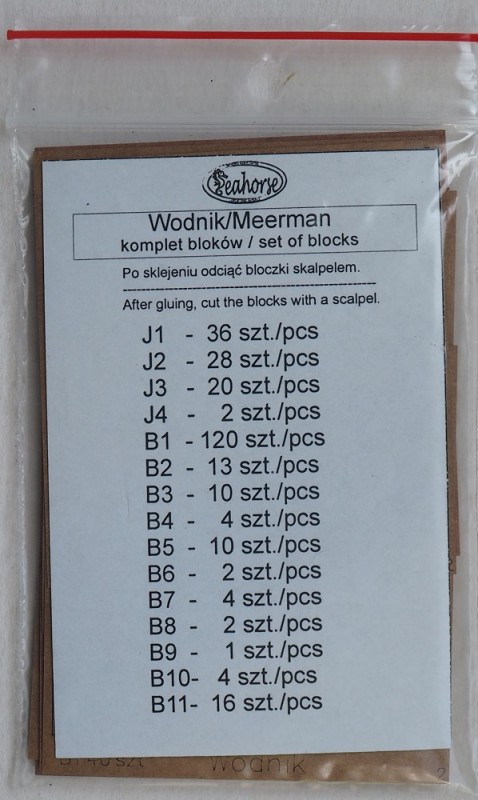 Seahorse
Wodnik/Meerman
komplet bloków / set of blocks
Po sklejeniu odciąć bloczki skalpelem.
After gluing, cut the blocks with a scalpel.
J1 - 36 szt./pcs
J2 - 28 szt./pcs
J3 - 20 szt./pcs
J4 - 2 szt./pcs
B1 - 120 szt./pcs
B2 - 13 szt./pcs
B3 - 10 szt./pcs
B4 - 4 szt./pcs
B5 - 10 szt./pcs
B6 - 2 szt./pcs
B7 - 4 szt./pcs
B8 - 2 szt./pcs
B9 - 1 szt./pcs
B10- 4 szt./pcs
B11- 16 szt./pcs
Wodnik 2